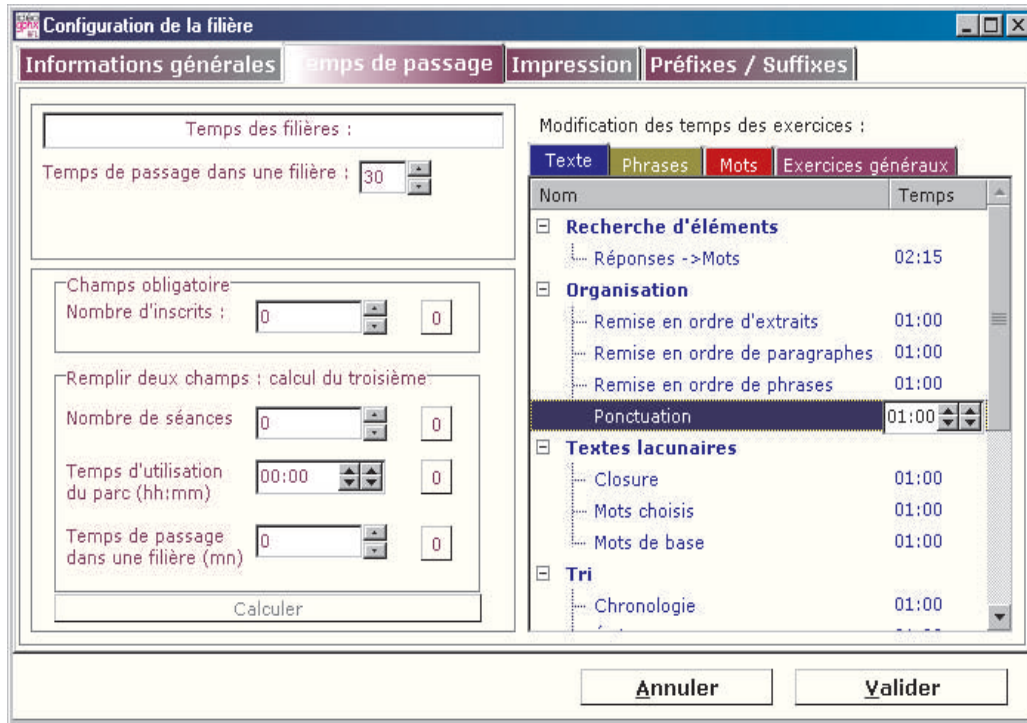 Configuration de la filière
Informations générales
Temps de passage
Impression
Préfixes / Suffixes
Temps des filières :
Temps de passage dans une filière :
30
Champs obligatoire
Nombre d'inscrits :
0
0
Remplir deux champs : calcul du troisième
Nombre de séances
0
0
Temps d'utilisation
du parc (hh:mm)
00:00
0
Temps de passage
dans une filière (mn)
0
0
Calculer
Modification des temps des exercices :
Texte
Phrases
Mots
Exercices généraux
Nom Temps
Recherche d'éléments
Réponses ->Mots 02:15
Organisation
Remise en ordre d'extraits 01:00
Remise en ordre de paragraphes 01:00
Remise en ordre de phrases 01:00
Ponctuation 01:00
Textes lacunaires
Closure 01:00
Mots choisis 01:00
Mots de base 01:00
Tri
Chronologie 01:00
Annuler
Valider